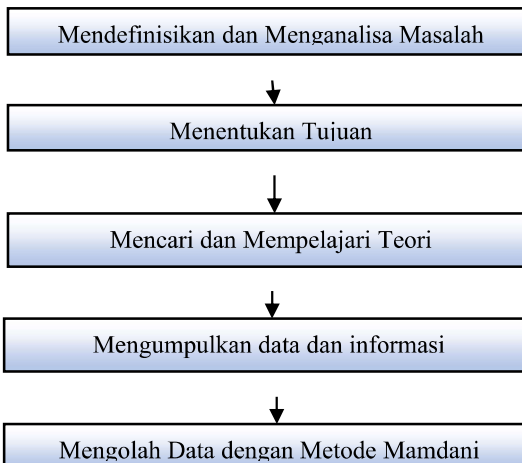 Mendefinisikan dan Menganalisa Masalah
Menentukan Tujuan
Mencari dan Mempelajari Teori
Mengumpulkan data dan informasi
Mengolah Data dengan Metode Mamdani